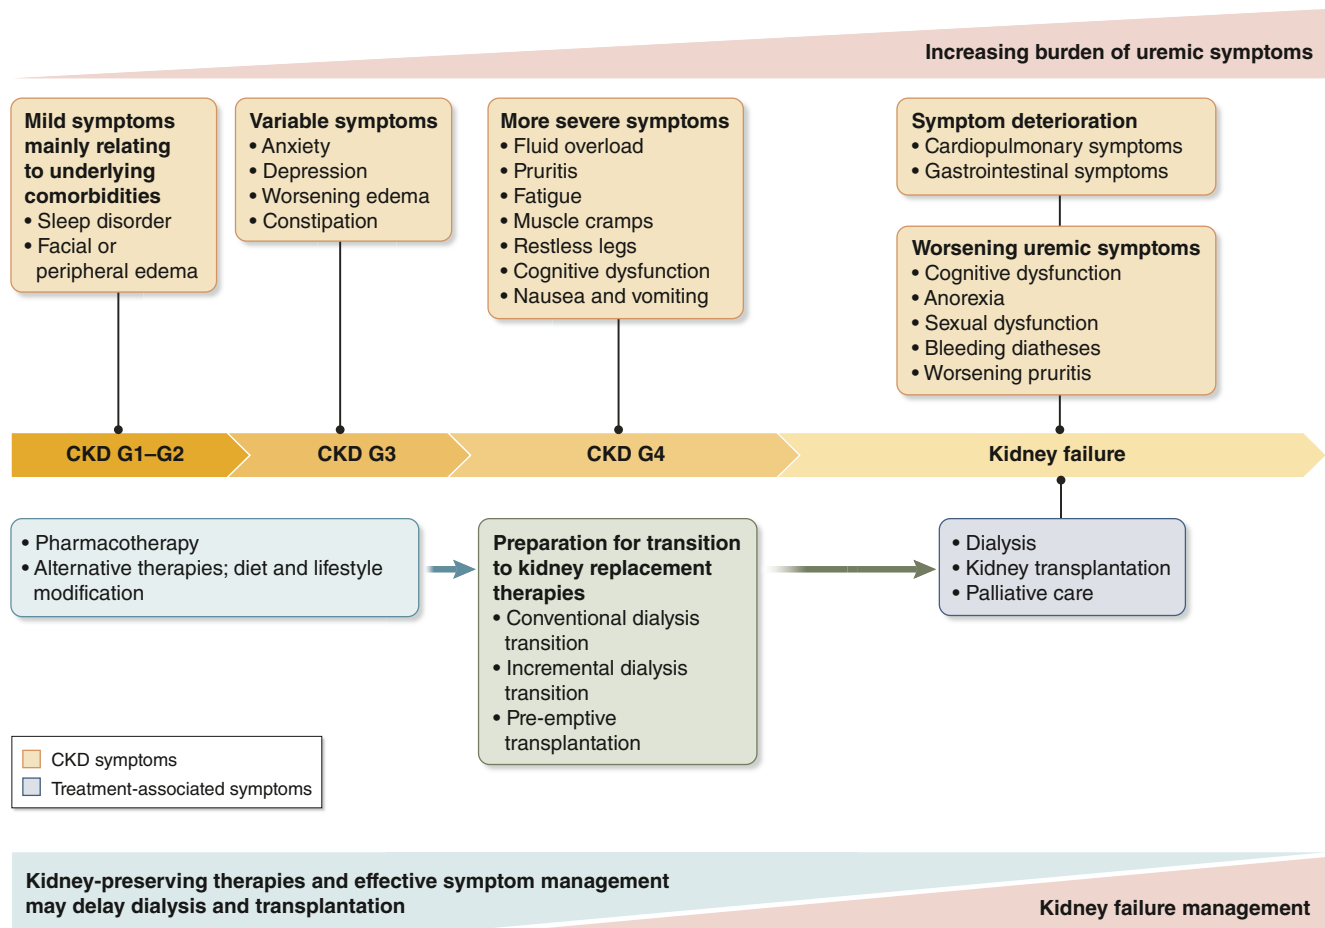 Increasing burden of uremic symptoms
Mild symptoms
mainly relating
to underlying
comorbidities
• Sleep disorder
• Facial or
peripheral edema
Variable symptoms
• Anxiety
• Depression
• Worsening edema
• Constipation
More severe symptoms
• Fluid overload
• Pruritis
• Fatigue
• Muscle cramps
• Restless legs
• Cognitive dysfunction
• Nausea and vomiting
Symptom deterioration
• Cardiopulmonary symptoms
• Gastrointestinal symptoms
Worsening uremic symptoms
• Cognitive dysfunction
• Anorexia
• Sexual dysfunction
• Bleeding diatheses
• Worsening pruritis
CKD G1–G2
CKD G3
CKD G4
Kidney failure
• Pharmacotherapy
• Alternative therapies; diet and lifestyle
modification
Preparation for transition
to kidney replacement
therapies
• Conventional dialysis
transition
• Incremental dialysis
transition
• Pre-emptive
transplantation
• Dialysis
• Kidney transplantation
• Palliative care
CKD symptoms
Treatment-associated symptoms
Kidney-preserving therapies and effective symptom management
may delay dialysis and transplantation
Kidney failure management